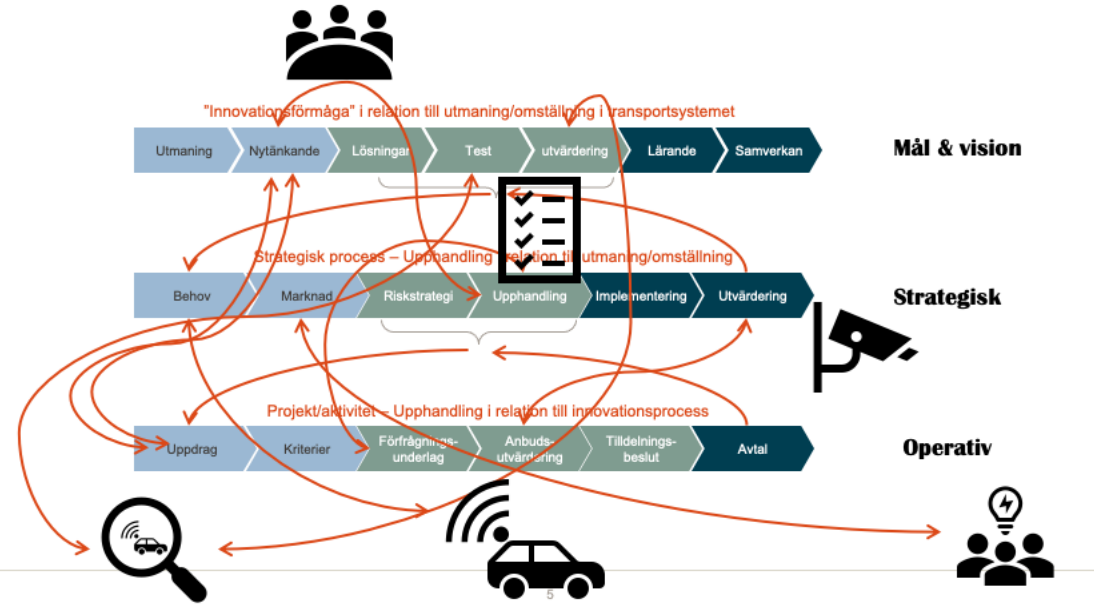 "Innovationsförmåga" i relation till utmaning/omställning i transportsystemet
Utmaning
Nytänkande
Lösningar
Test
utvärdering
Lärande
Samverkan
Mål & vision
Strategisk process – Upphandling i relation till utmaning/omställning
Behov
Marknad
Riskstrategi
Upphandling
Implementering
Utvärdering
Strategisk
Projekt/aktivitet – Upphandling i relation till innovationsprocess
Uppdrag
Kriterier
Förfrågnings-
underlag
Anbuds-
utvärdering
Tilldelnings-
beslut
Avtal
Operativ
5